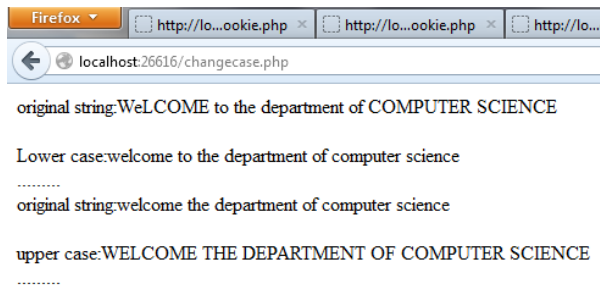 Firefox
http://lo...ookie.php
http://lo...ookie.php
http://lo...
localhost:26616/changecase.php
original string:WeLCOME to the department of COMPUTER SCIENCE
Lower case:welcome to the department of computer science
.........
original string:welcome the department of computer science
upper case:WELCOME THE DEPARTMENT OF COMPUTER SCIENCE
.........